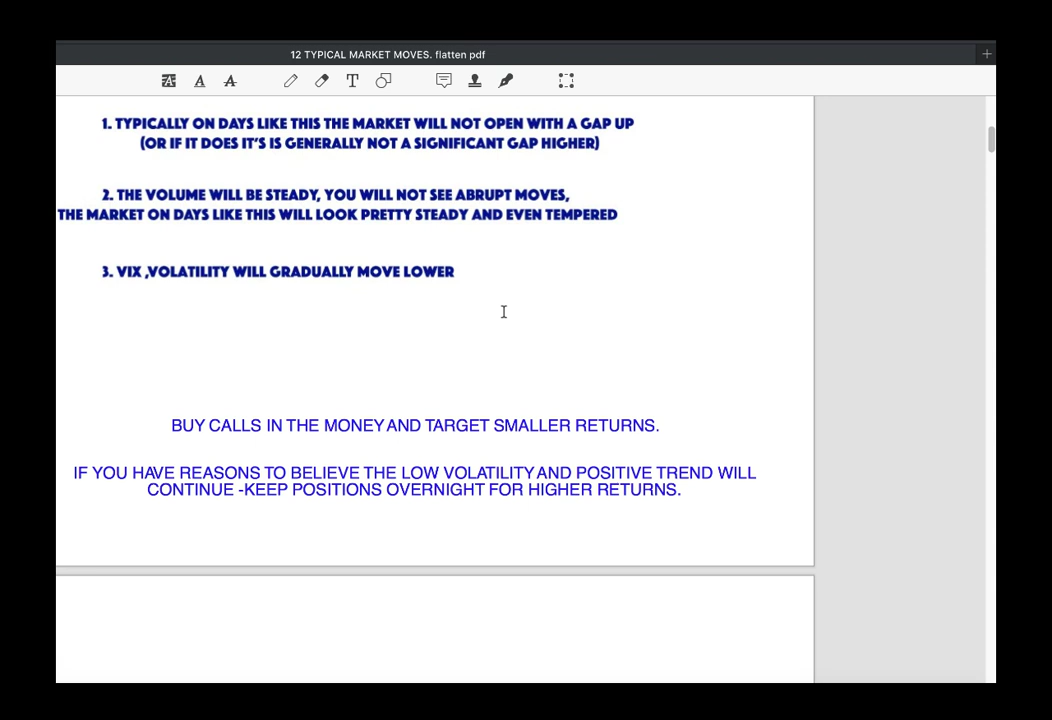 12 TYPICAL MARKET MOVES. flatten pdf
1. TYPICALLY ON DAYS LIKE THIS THE MARKET WILL NOT OPEN WITH A GAP UP
(OR IF IT DOES IT'S IS GENERALLY NOT A SIGNIFICANT GAP HIGHER)
2. THE VOLUME WILL BE STEADY, YOU WILL NOT SEE ABRUPT MOVES,
THE MARKET ON DAYS LIKE THIS WILL LOOK PRETTY STEADY AND EVEN TEMPERED
3. VIX ,VOLATILITY WILL GRADUALLY MOVE LOWER
BUY CALLS IN THE MONEY AND TARGET SMALLER RETURNS.
IF YOU HAVE REASONS TO BELIEVE THE LOW VOLATILITY AND POSITIVE TREND WILL
CONTINUE -KEEP POSITIONS OVERNIGHT FOR HIGHER RETURNS.